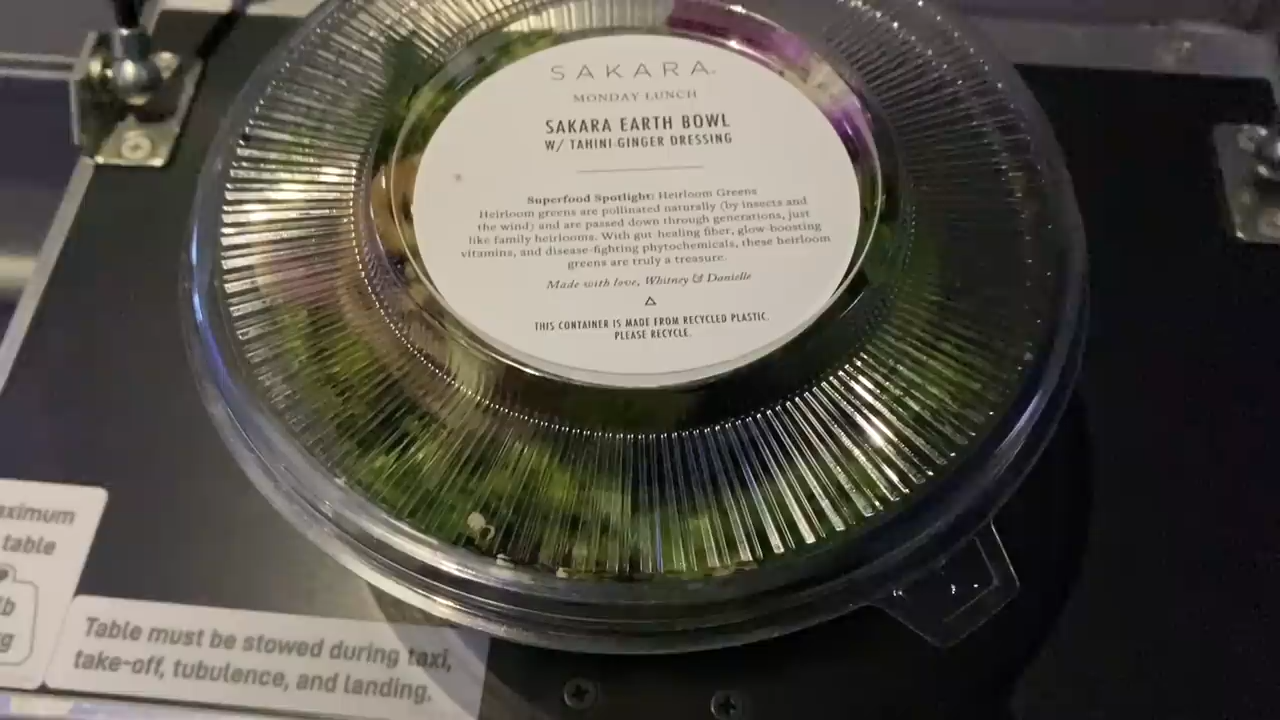 SAKARA.
MONDAY LUNCH
SAKARA EARTH BOWL
W/ TAHINI-GINGER DRESSING
Superfood Spotlight: Heirloom Greens
Heirloom greens are pollinated naturally (by insects and
the wind) and are passed down through generations, just
like family heirlooms. With gut-healing fiber, glow-boosting
vitamins, and disease-fighting phytochemicals, these heirloom
greens are truly a treasure.
Made with love, Whitney & Danielle
THIS CONTAINER IS MADE FROM RECYCLED PLASTIC.
PLEASE RECYCLE.
table
Table must be stowed during taxi,
take-off, tubulence, and landing.